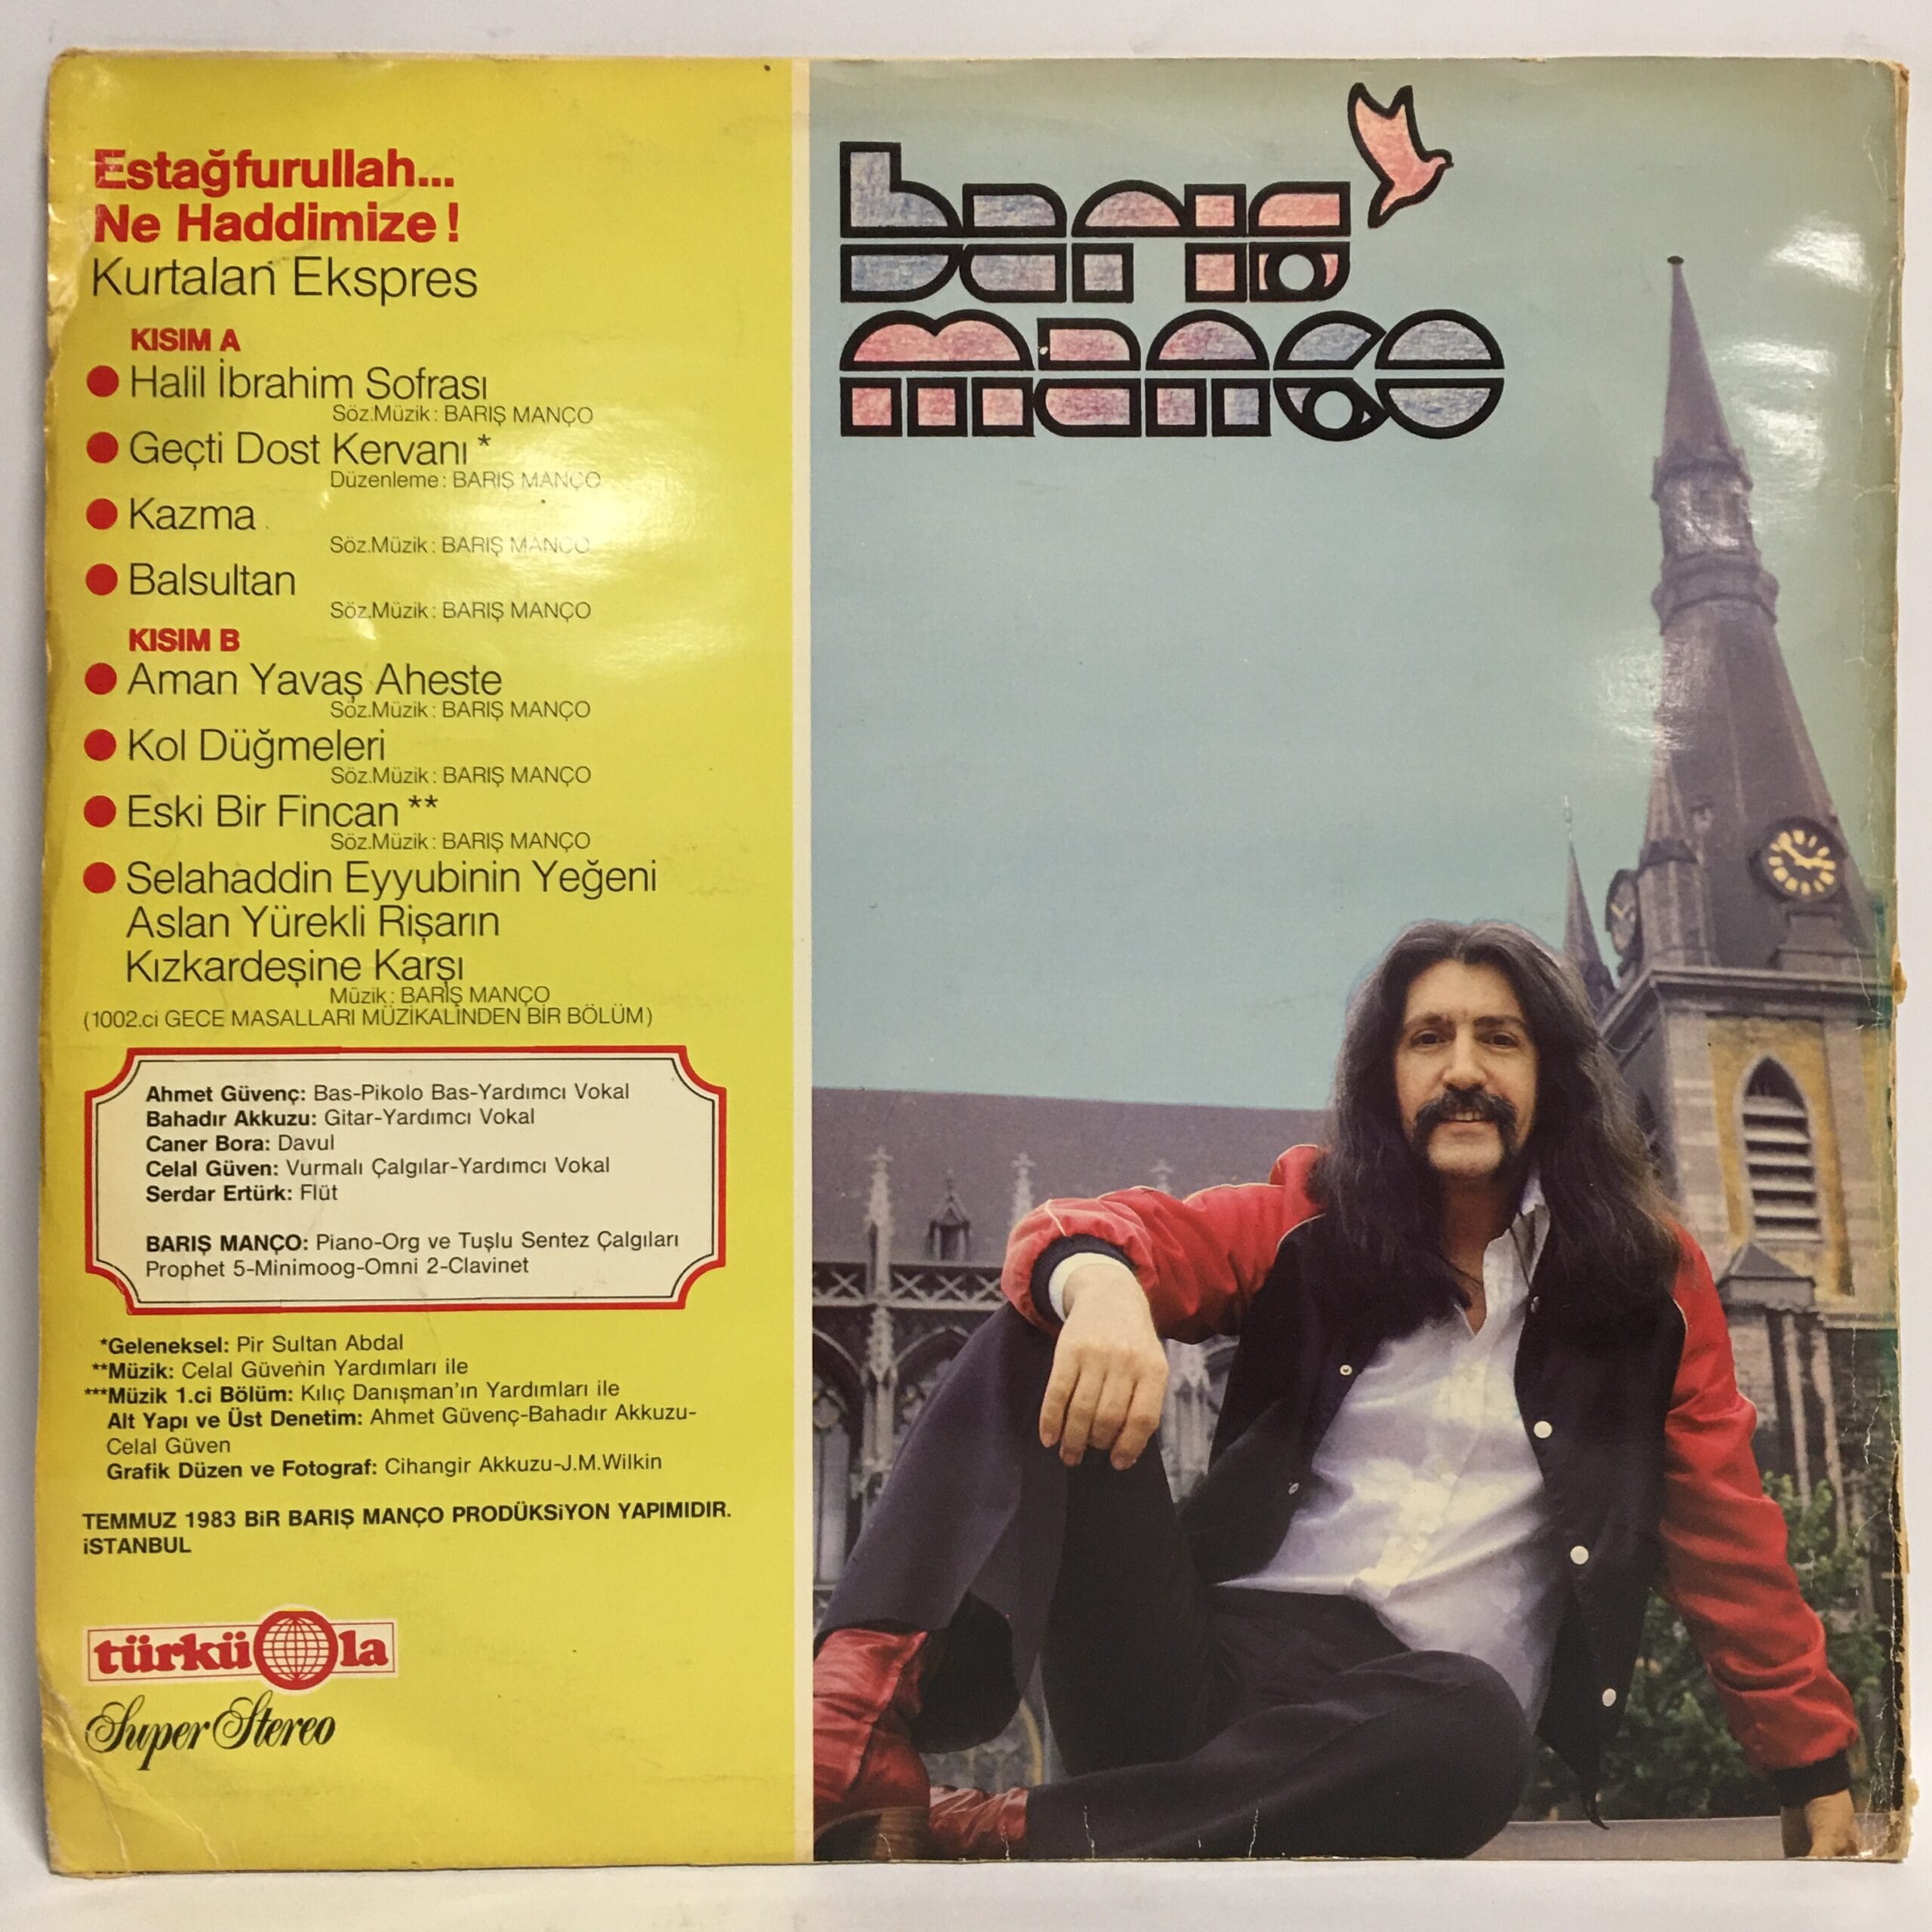 Estağfurullah...
Ne Haddimize!
Kurtalan Ekspres
KISIM A
Halil İbrahim Sofrası
Söz.Müzik: BARIŞ MANÇO
Geçti Dost Kervanı *
Düzenleme: BARIŞ MANÇO
Kazma
Söz.Müzik: BARIŞ MANÇO
Balsultan
Söz.Müzik: BARIŞ MANÇO
KISIM B
Aman Yavaş Aheste
Söz.Müzik: BARIŞ MANÇO
Kol Düğmeleri
Söz.Müzik: BARIŞ MANÇO
Eski Bir Fincan **
Söz.Müzik: BARIŞ MANÇO
Selahaddin Eyyubinin Yeğeni
Aslan Yürekli Rişarın
Kızkardeşine Karşı
Müzik: BARIŞ MANÇO
(1002.ci GECE MASALLARI MÜZİKALİNDEN BİR BÖLÜM)
Ahmet Güvenç: Bas-Pikolo Bas-Yardımcı Vokal
Bahadır Akkuzu: Gitar-Yardımcı Vokal
Caner Bora: Davul
Celal Güven: Vurmalı Çalgılar-Yardımcı Vokal
Serdar Ertürk: Flüt
BARIŞ MANÇO: Piano-Org ve Tuşlu Sentez Çalgıları
Prophet 5-Minimoog-Omni 2-Clavinet
*Geleneksel: Pir Sultan Abdal
**Müzik: Celal Güvenin Yardımları ile
***Müzik 1.ci Bölüm: Kılıç Danışman'ın Yardımları ile
Alt Yapı ve Üst Denetim: Ahmet Güvenç-Bahadır Akkuzu-
Celal Güven
Grafik Düzen ve Fotograf: Cihangir Akkuzu-J.M.Wilkin
TEMMUZ 1983 BiR BARIŞ MANÇO PRODÜKSiYON YAPIMIDIR.
iSTANBUL
türküola
Super Stereo
barış
manço